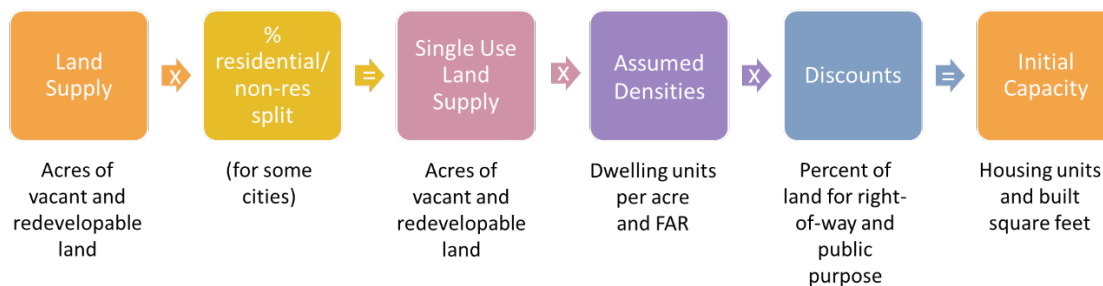 Land
Supply
x
%
residential/
non-res
split
=
Single Use
Land
Supply
x
Assumed
Densities
x
Discounts
=
Initial
Capacity
Acres of
vacant and
redevelopable
land
(for some
cities)
Acres of
vacant and
redevelopable
land
Dwelling units
per acre
and FAR
Percent of
land for right-
of-way and
public
purpose
Housing units
and built
square feet